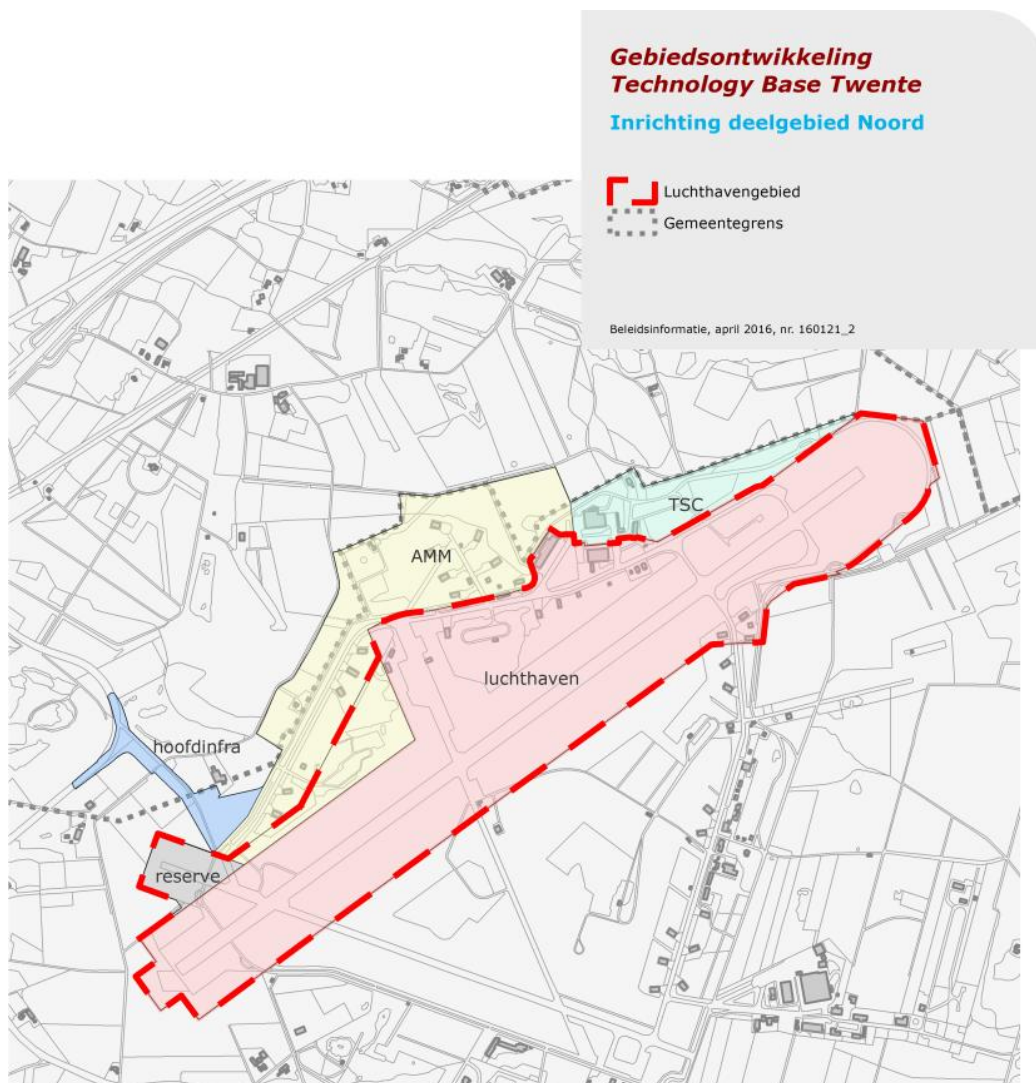 Gebiedsontwikkeling
Technology Base Twente
Inrichting deelgebied Noord
Luchthavengebied
Gemeentegrens
Beleidsinformatie, april 2016, nr. 160121_2
TSC
AMM
luchthaven
hoofdinfra
reserve